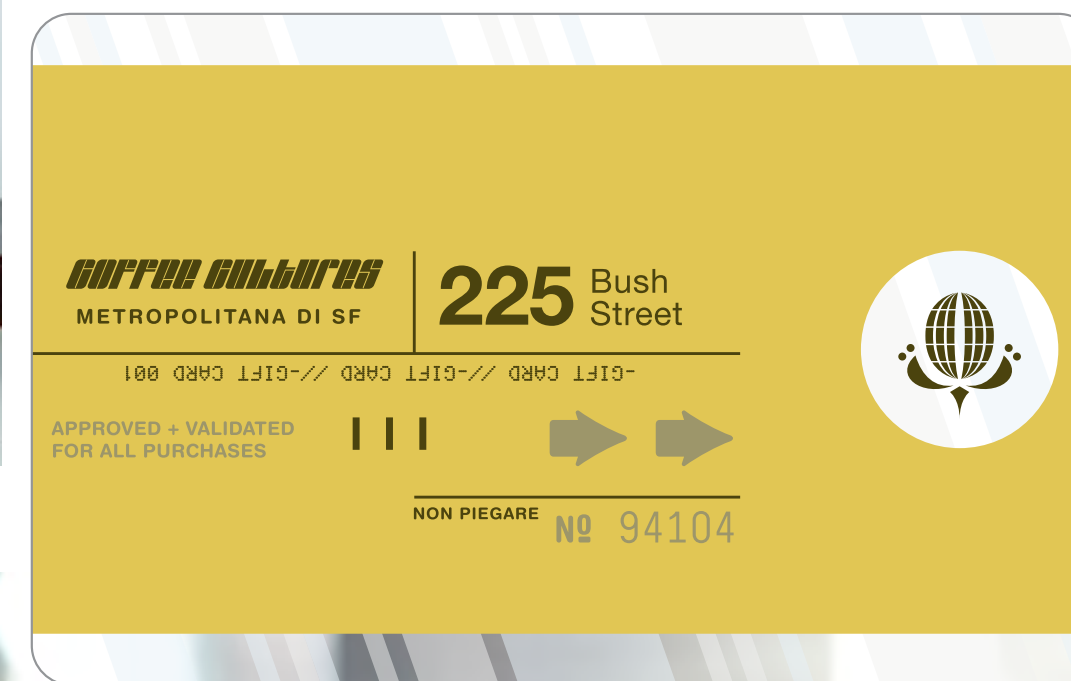 Coffee Cultures
METROPOLITANA DI SF
225 Bush Street
-GIFT CARD //-GIFT CARD //-GIFT CARD 001
APPROVED + VALIDATED
FOR ALL PURCHASES
NON PIEGARE
Nº 94104